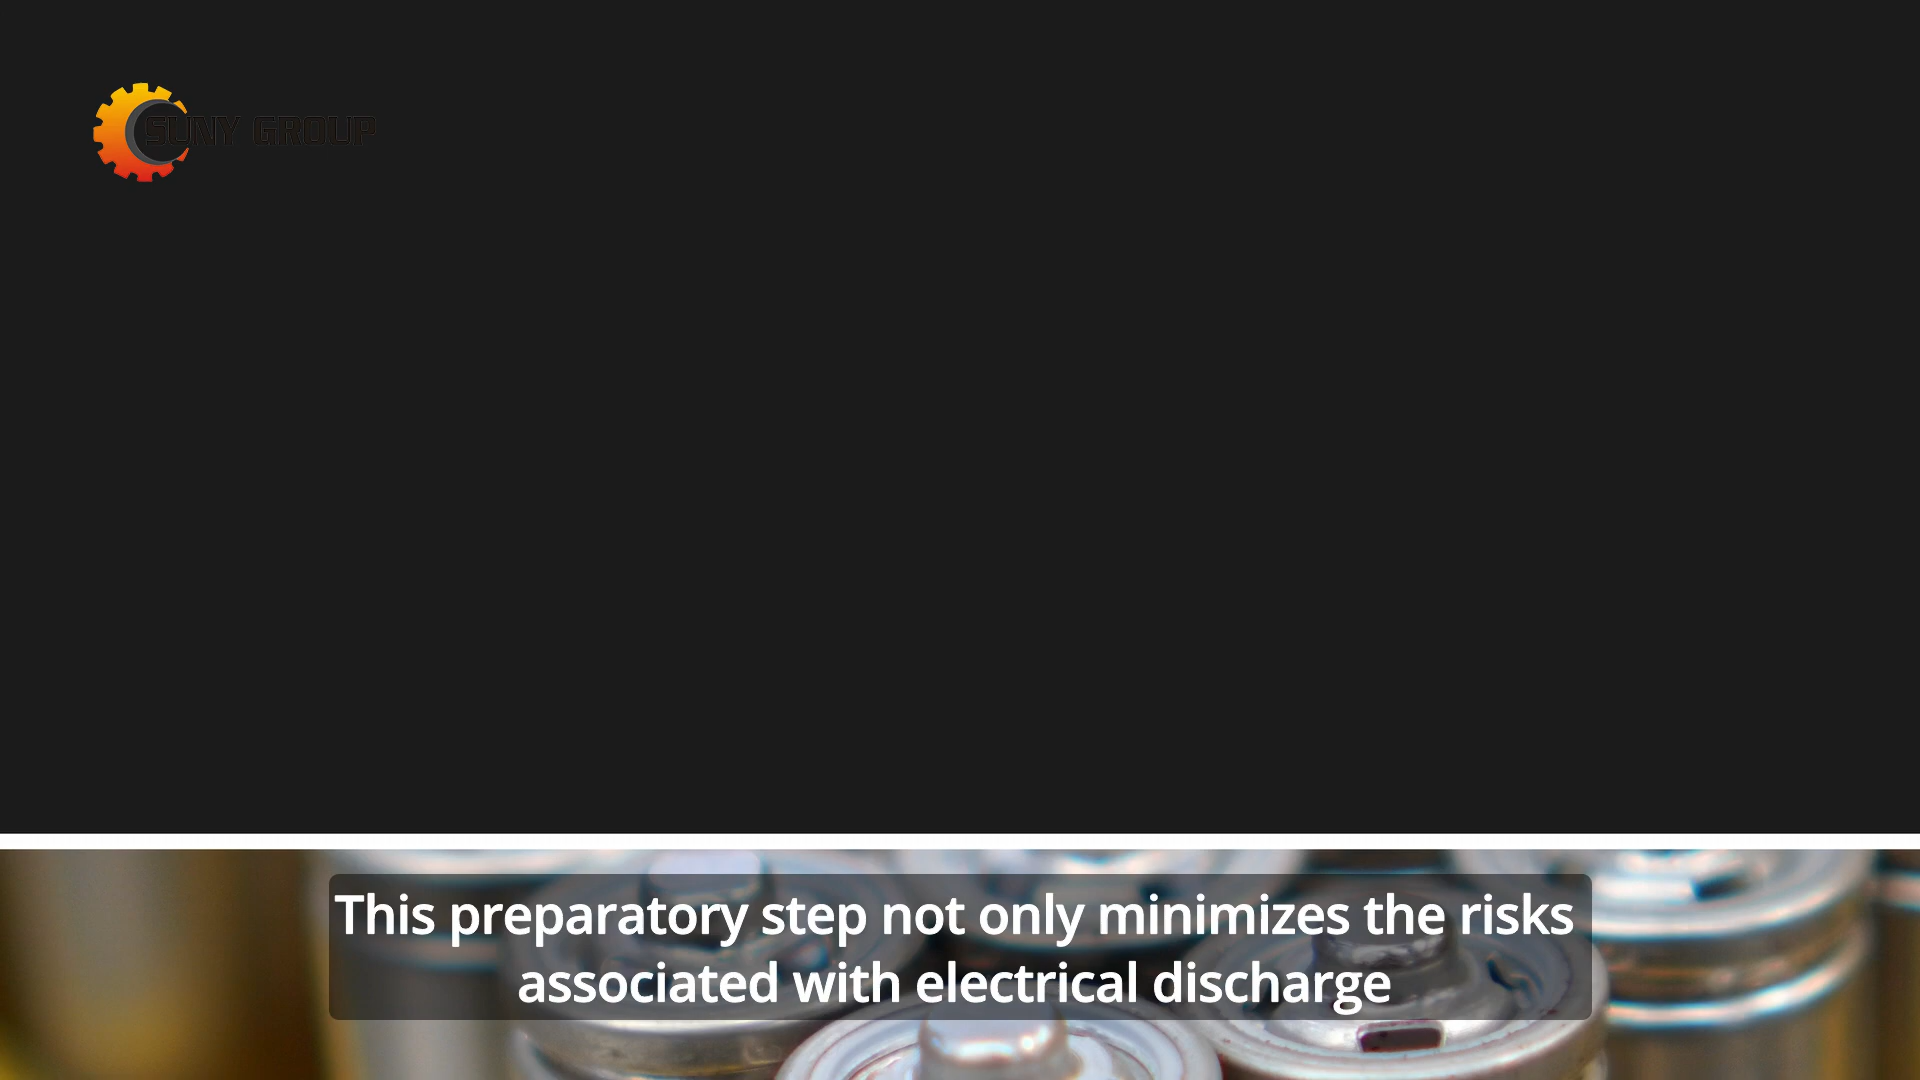 SUNY GROUP
This preparatory step not only minimizes the risks
associated with electrical discharge